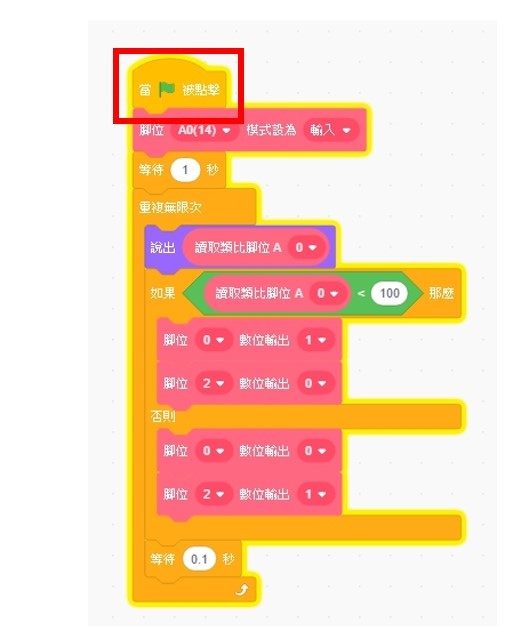 當 被點擊
腳位 A0(14) 模式設為 輸入
等待 1 秒
重複無限次
說出 讀取類比腳位 A 0
如果 讀取類比腳位 A 0 < 100 那麼
腳位 0 數位輸出 1
腳位 2 數位輸出 0
否則
腳位 0 數位輸出 0
腳位 2 數位輸出 1
等待 0.1 秒